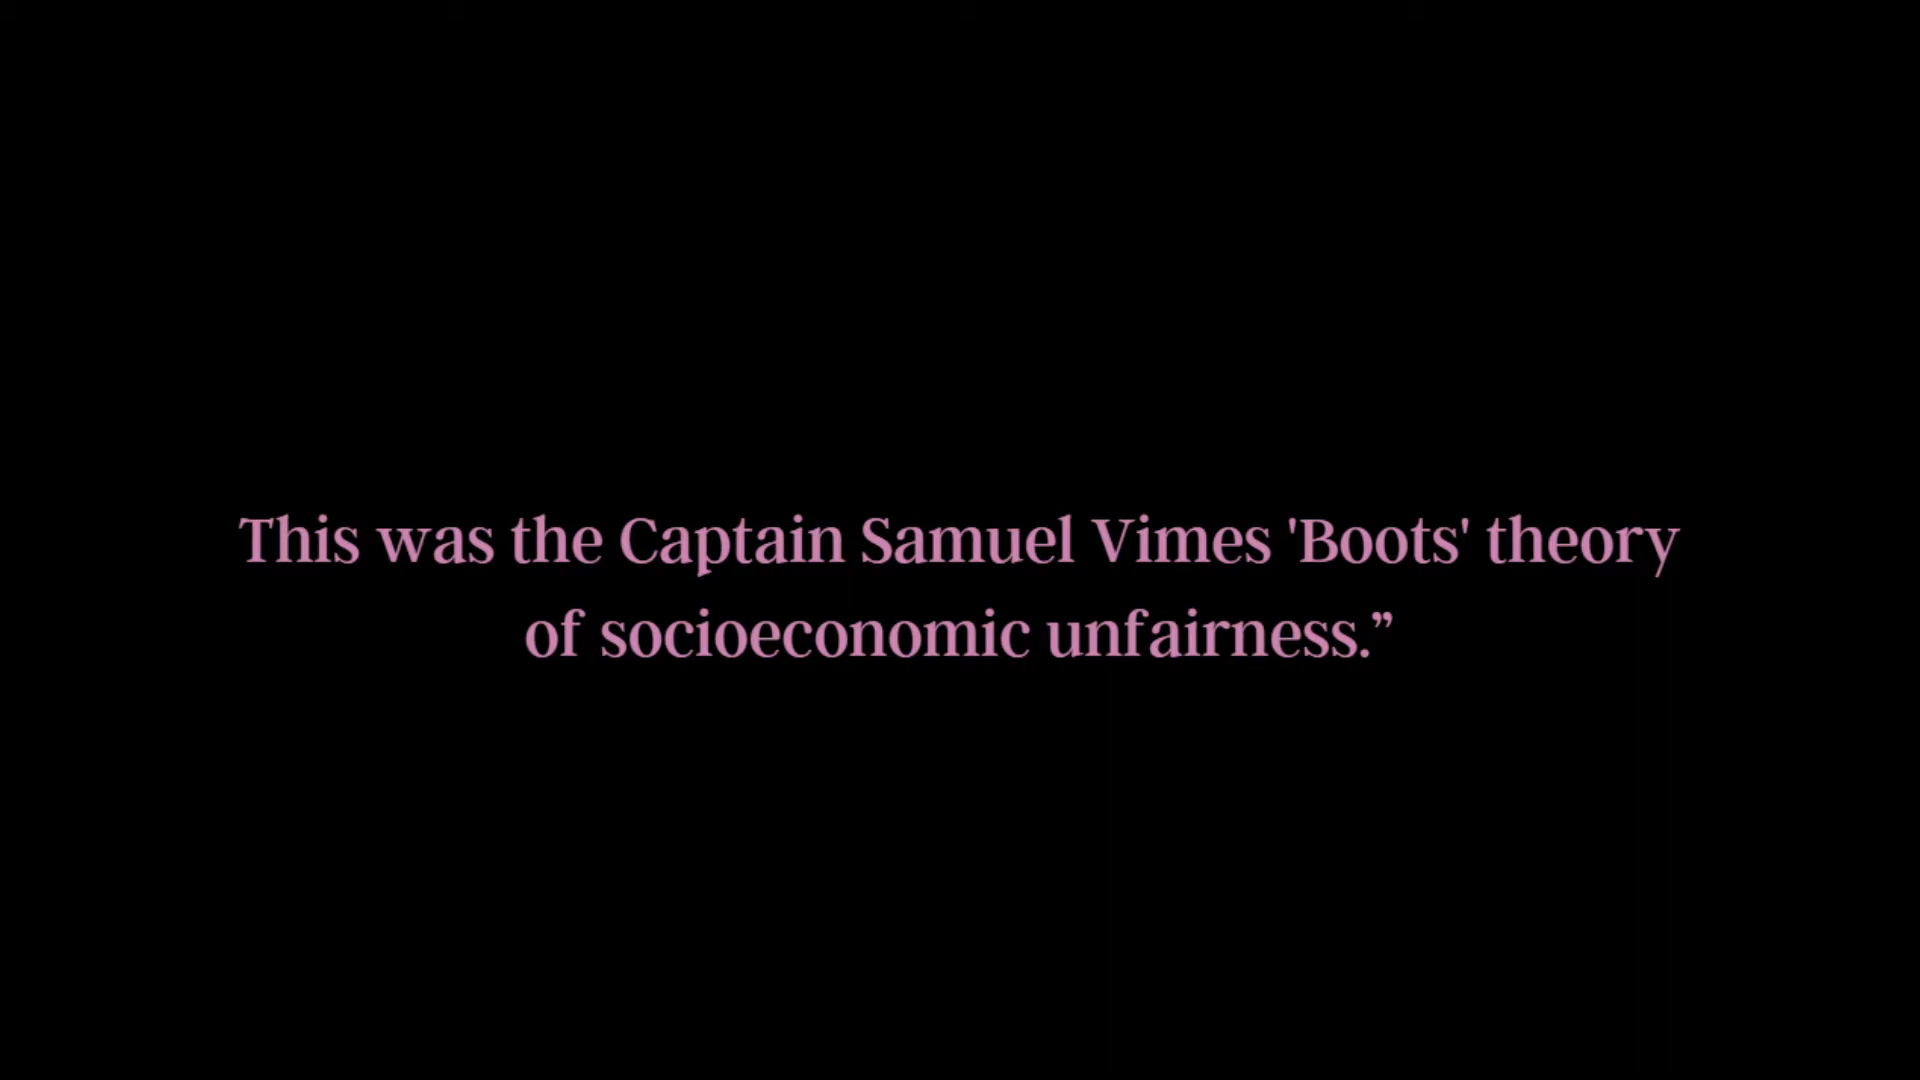 This was the Captain Samuel Vimes 'Boots' theory
of socioeconomic unfairness.”